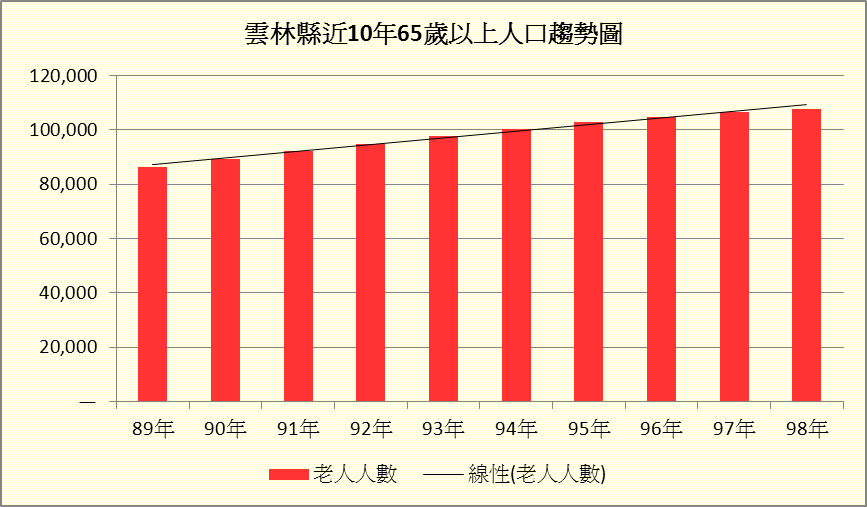 雲林縣近10年65歲以上人口趨勢圖
120,000
100,000
80,000
60,000
40,000
20,000
—
89年 90年 91年 92年 93年 94年 95年 96年 97年 98年
老人人數 線性(老人人數)